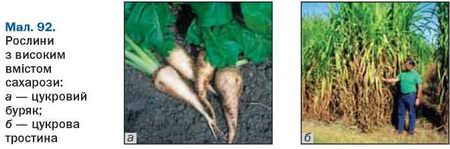 Мал. 92.
Рослини
з високим
вмістом
сахарози:
а — цукровий
буряк;
б — цукрова
тростина
а
б